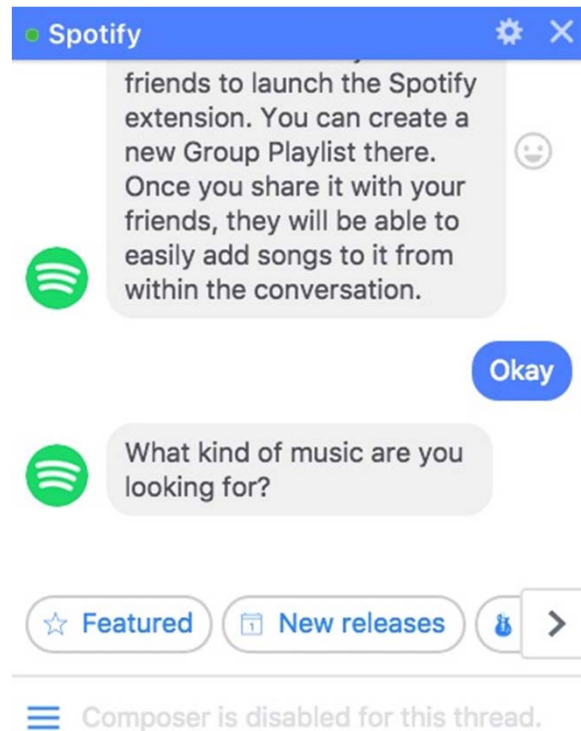 Spotify
friends to launch the Spotify
extension. You can create a
new Group Playlist there.
Once you share it with your
friends, they will be able to
easily add songs to it from
within the conversation.
Okay
What kind of music are you
looking for?
Featured
1
New releases
Composer is disabled for this thread.